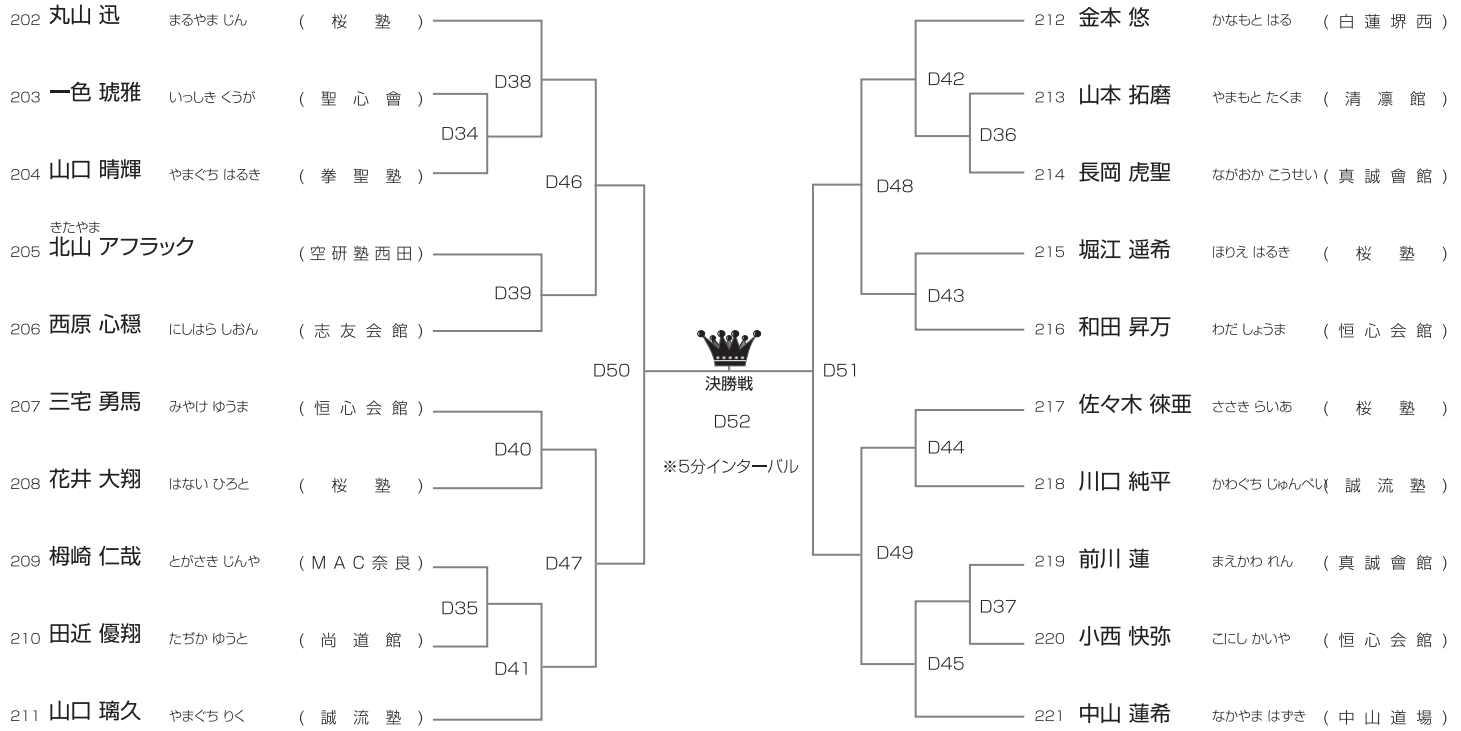 202 丸山 迅 まるやま じん ( 桜 塾 )
D38
203 一色 琥雅 いっしき くうが ( 聖 心 會 )
D34
204 山口 晴輝 やまぐち はるき ( 拳 聖 塾 )
D46
きたやま
205 北山 アフラック ( 空 研 塾 西 田 )
D39
206 西原 心穏 にしはら しおん ( 志 友 会 館 )
D50
207 三宅 勇馬 みやけ ゆうま ( 恒 心 会 館 )
D40
208 花井 大翔 はない ひろと ( 桜 塾 )
209 栂崎 仁哉 とがさき じんや ( M A C 奈 良 )
D47
D35
210 田近 優翔 たぢか ゆうと ( 尚 道 館 )
D41
211 山口 璃久 やまぐち りく ( 誠 流 塾 )
決勝戦
D52
※5分インターバル
212 金本 悠 かなもと はる ( 白 蓮 堺 西 )
D42
213 山本 拓磨 やまもと たくま ( 清 凛 館 )
D36
214 長岡 虎聖 ながおか こうせい ( 真 誠 會 館 )
D48
215 堀江 遥希 ほりえ はるき ( 桜 塾 )
D43
216 和田 昇万 わだ しょうま ( 恒 心 会 館 )
D51
217 佐々木 徠亜 ささき らいあ ( 桜 塾 )
D44
218 川口 純平 かわぐち じゅんぺい ( 誠 流 塾 )
D49
219 前川 蓮 まえかわ れん ( 真 誠 會 館 )
D37
220 小西 快弥 こにし かいや ( 恒 心 会 館 )
D45
221 中山 蓮希 なかやま はずき ( 中 山 道 場 )